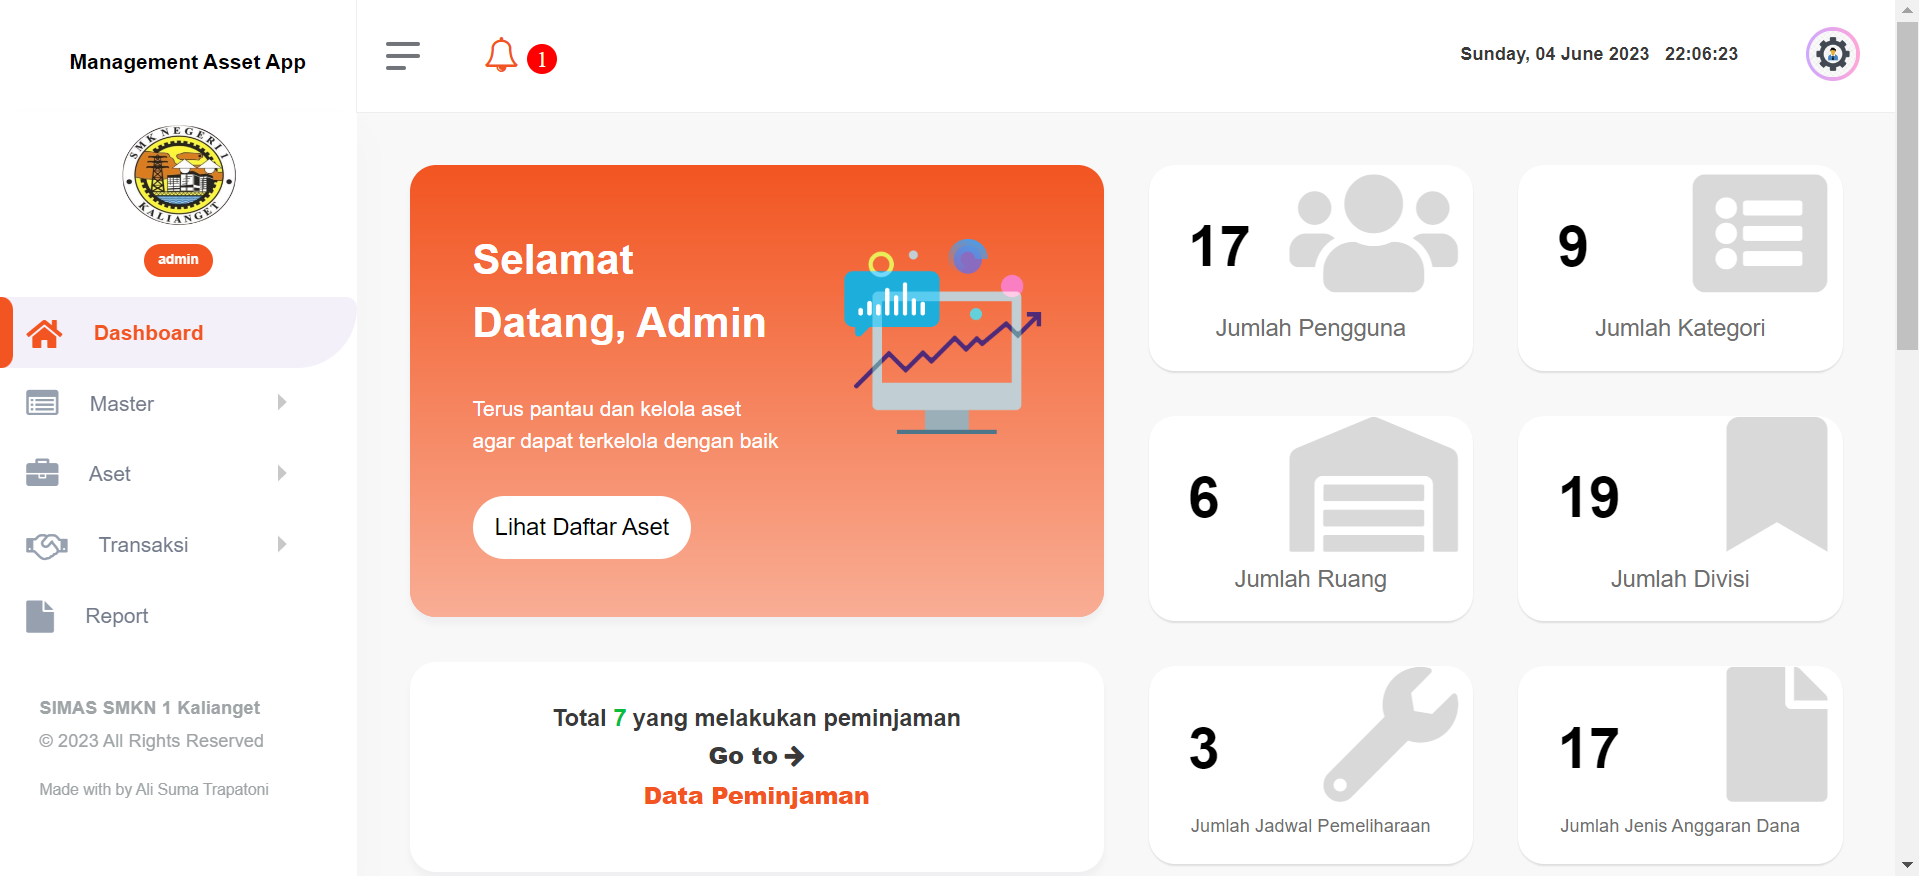 Management Asset App
SMK NEGERI 1
KALIANGET
admin
Dashboard
Master
Aset
Transaksi
Report
SIMAS SMKN 1 Kalianget
© 2023 All Rights Reserved
Made with by Ali Suma Trapatoni
1
Sunday, 04 June 2023 22:06:23
Selamat
Datang, Admin
Terus pantau dan kelola aset
agar dapat terkelola dengan baik
Lihat Daftar Aset
17
Jumlah Pengguna
9
Jumlah Kategori
6
Jumlah Ruang
19
Jumlah Divisi
Total 7 yang melakukan peminjaman
Go to →
Data Peminjaman
3
Jumlah Jadwal Pemeliharaan
17
Jumlah Jenis Anggaran Dana